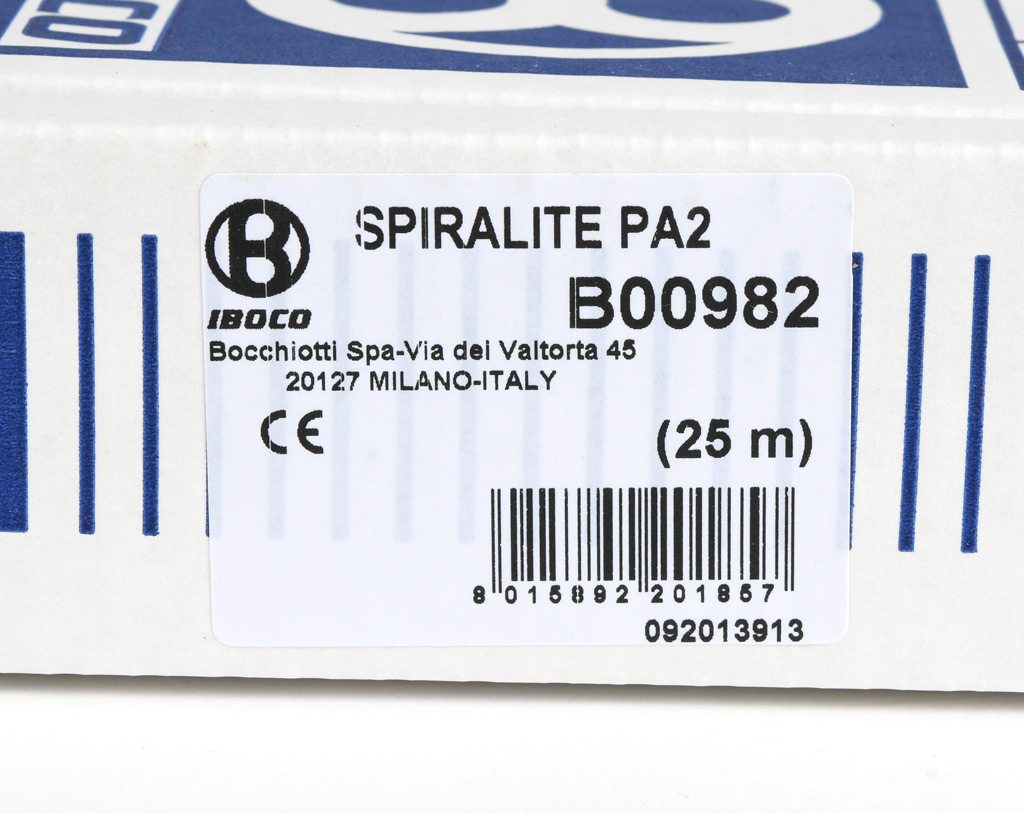 SPIRALITE PA2
B00982
IBOCO
Bocchiotti Spa-Via dei Valtorta 45
20127 MILANO-ITALY
CE
(25 m)
8 015892 201857
092013913